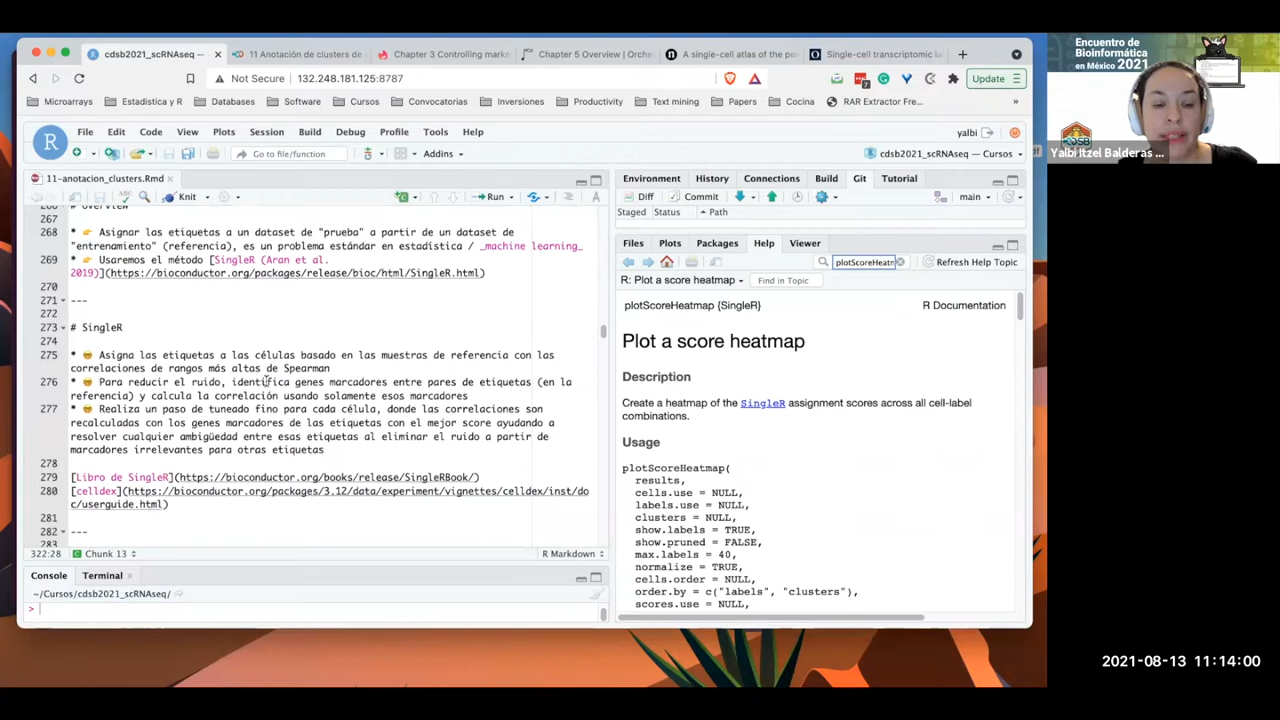 cdsb2021_scRNAseq —
11 Anotación de clusters de
Chapter 3 Controlling mark
Chapter 5 Overview | Orche
A single-cell atlas of the pe
Single-cell transcriptomic
Not Secure 132.248.181.125:8787
Update
Microarrays Estadistica y R Databases Software Cursos Convocatorias Inversiones Productivity Text mining Papers Cocina RAR Extractor Fre... »
File Edit Code View Plots Session Build Debug Profile Tools Help
yalbi
Go to file/function Addins
cdsb2021_scRNAseq — Cursos
11-anotacion_clusters.Rmd
Knit Run
266 # Overview
267
268 * 👉 Asignar las etiquetas a un dataset de "prueba" a partir de un dataset de
"entrenamiento" (referencia), es un problema estándar en estadística / _machine learning_
269 * 👉 Usaremos el método [SingleR (Aran et al.
2019)](https://bioconductor.org/packages/release/bioc/html/SingleR.html)
270
271 ---
272
273 # SingleR
275 * 🤓 Asigna las etiquetas a las células basado en las muestras de referencia con las
correlaciones de rangos más altas de Spearman
276 * 🤓 Para reducir el ruido, identifica genes marcadores entre pares de etiquetas (en la
referencia) y calcula la correlación usando solamente esos marcadores
277 * 🤓 Realiza un paso de tuneado fino para cada célula, donde las correlaciones son
recalculadas con los genes marcadores de las etiquetas con el mejor score ayudando a
resolver cualquier ambigüedad entre esas etiquetas al eliminar el ruido a partir de
marcadores irrelevantes para otras etiquetas
278
279 [Libro de SingleR](https://bioconductor.org/books/release/SingleRBook/)
280 [celldex](https://bioconductor.org/packages/3.12/data/experiment/vignettes/celldex/inst/do
c/userguide.html)
281
282 ---
283
322:28 Chunk 13 R Markdown
Console Terminal
~/Cursos/cdsb2021_scRNAseq/
>
Environment History Connections Build Git Tutorial
Diff Commit main
Staged Status Path
Files Plots Packages Help Viewer
plotScoreHeatm Refresh Help Topic
R: Plot a score heatmap Find in Topic
plotScoreHeatmap {SingleR} R Documentation
Plot a score heatmap
Description
Create a heatmap of the SingleR assignment scores across all cell-label
combinations.
Usage
plotScoreHeatmap(
results,
cells.use = NULL,
labels.use = NULL,
clusters = NULL,
show.labels = TRUE,
show.pruned = FALSE,
max.labels = 40,
normalize = TRUE,
cells.order = NULL,
order.by = c("labels", "clusters"),
scores.use = NULL,
Encuentro de
Bioinformática
en México 2021
CDSB
Yalbi Itzel Balderas ...
2021-08-13 11:14:00